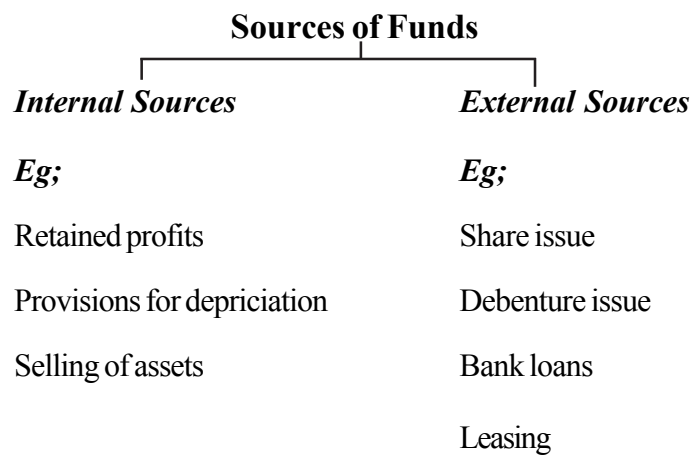 Sources of Funds
Internal Sources
Eg;
Retained profits
Provisions for depriciation
Selling of assets
External Sources
Eg;
Share issue
Debenture issue
Bank loans
Leasing